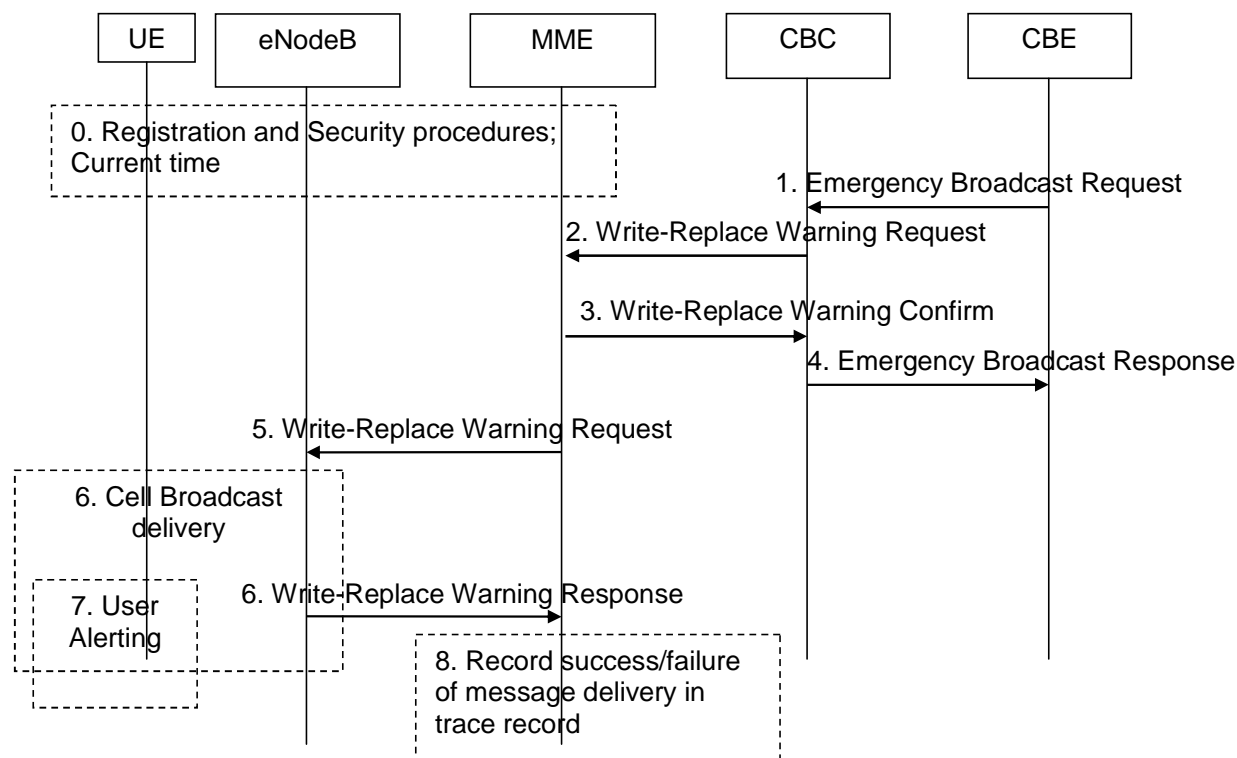 UE
eNodeB
MME
CBC
CBE
0. Registration and Security procedures;
Current time
1. Emergency Broadcast Request
2. Write-Replace Warning Request
3. Write-Replace Warning Confirm
4. Emergency Broadcast Response
5. Write-Replace Warning Request
6. Cell Broadcast
delivery
6. Write-Replace Warning Response
7. User
Alerting
8. Record success/failure
of message delivery in
trace record